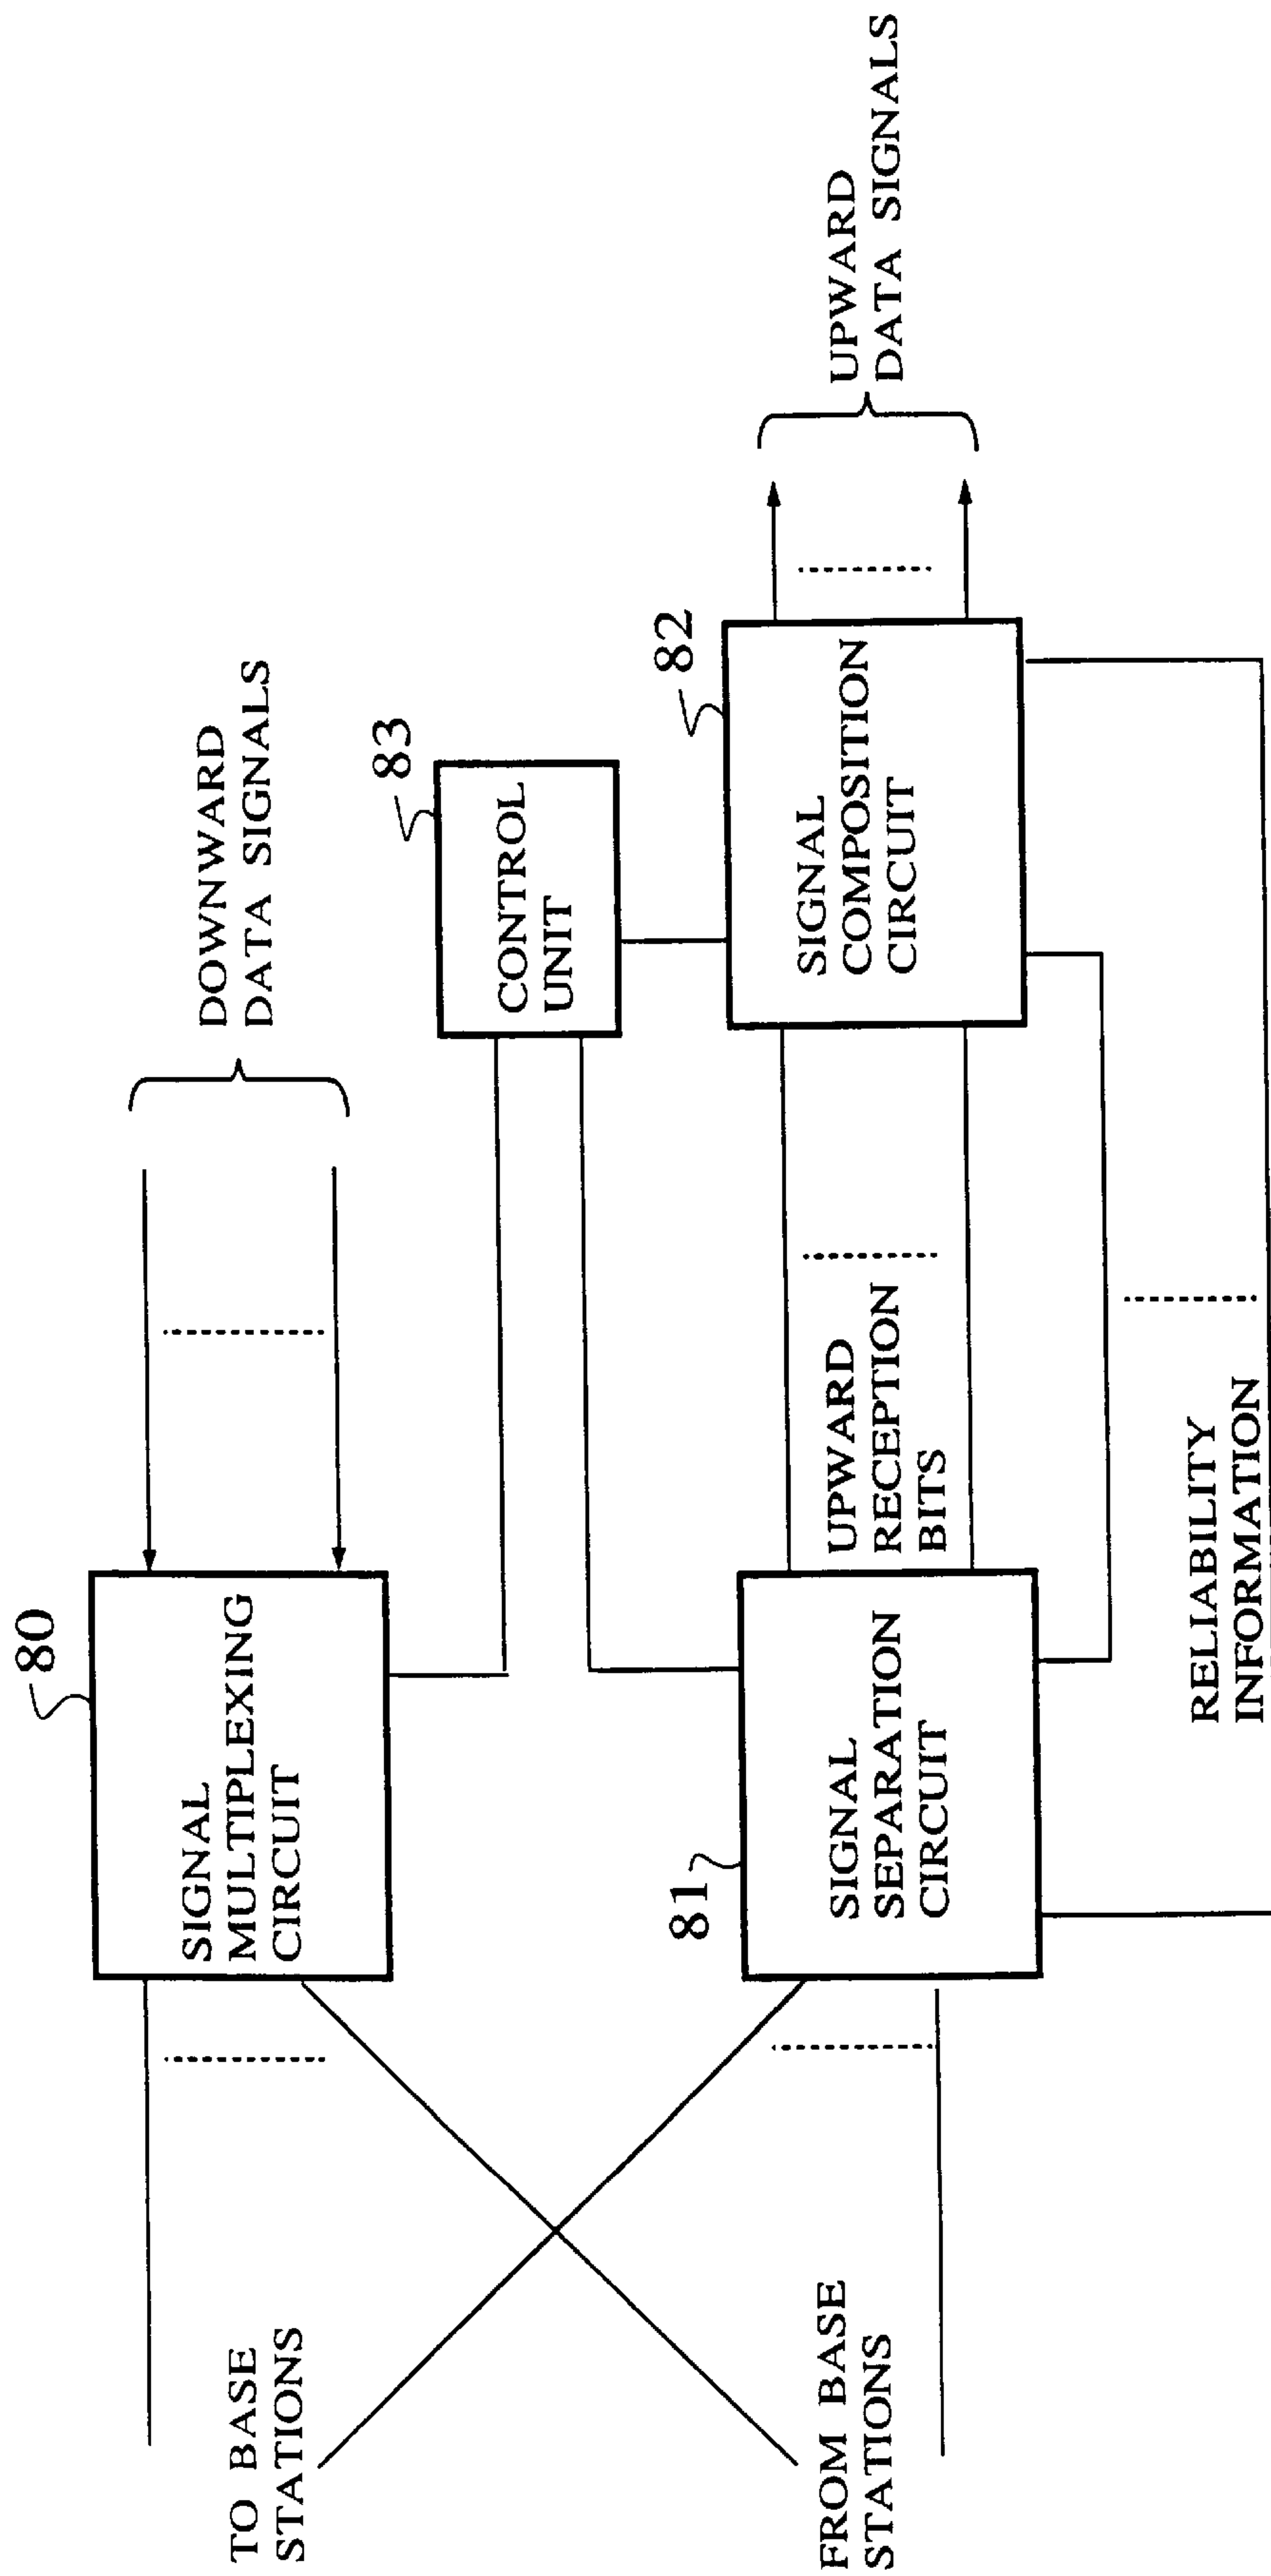 DOWNWARD
DATA SIGNALS
80
SIGNAL
MULTIPLEXING
CIRCUIT
TO BASE
STATIONS
83
CONTROL
UNIT
81
SIGNAL
SEPARATION
CIRCUIT
FROM BASE
STATIONS
UPWARD
RECEPTION
BITS
82
SIGNAL
COMPOSITION
CIRCUIT
UPWARD
DATA SIGNALS
RELIABILITY
INFORMATION